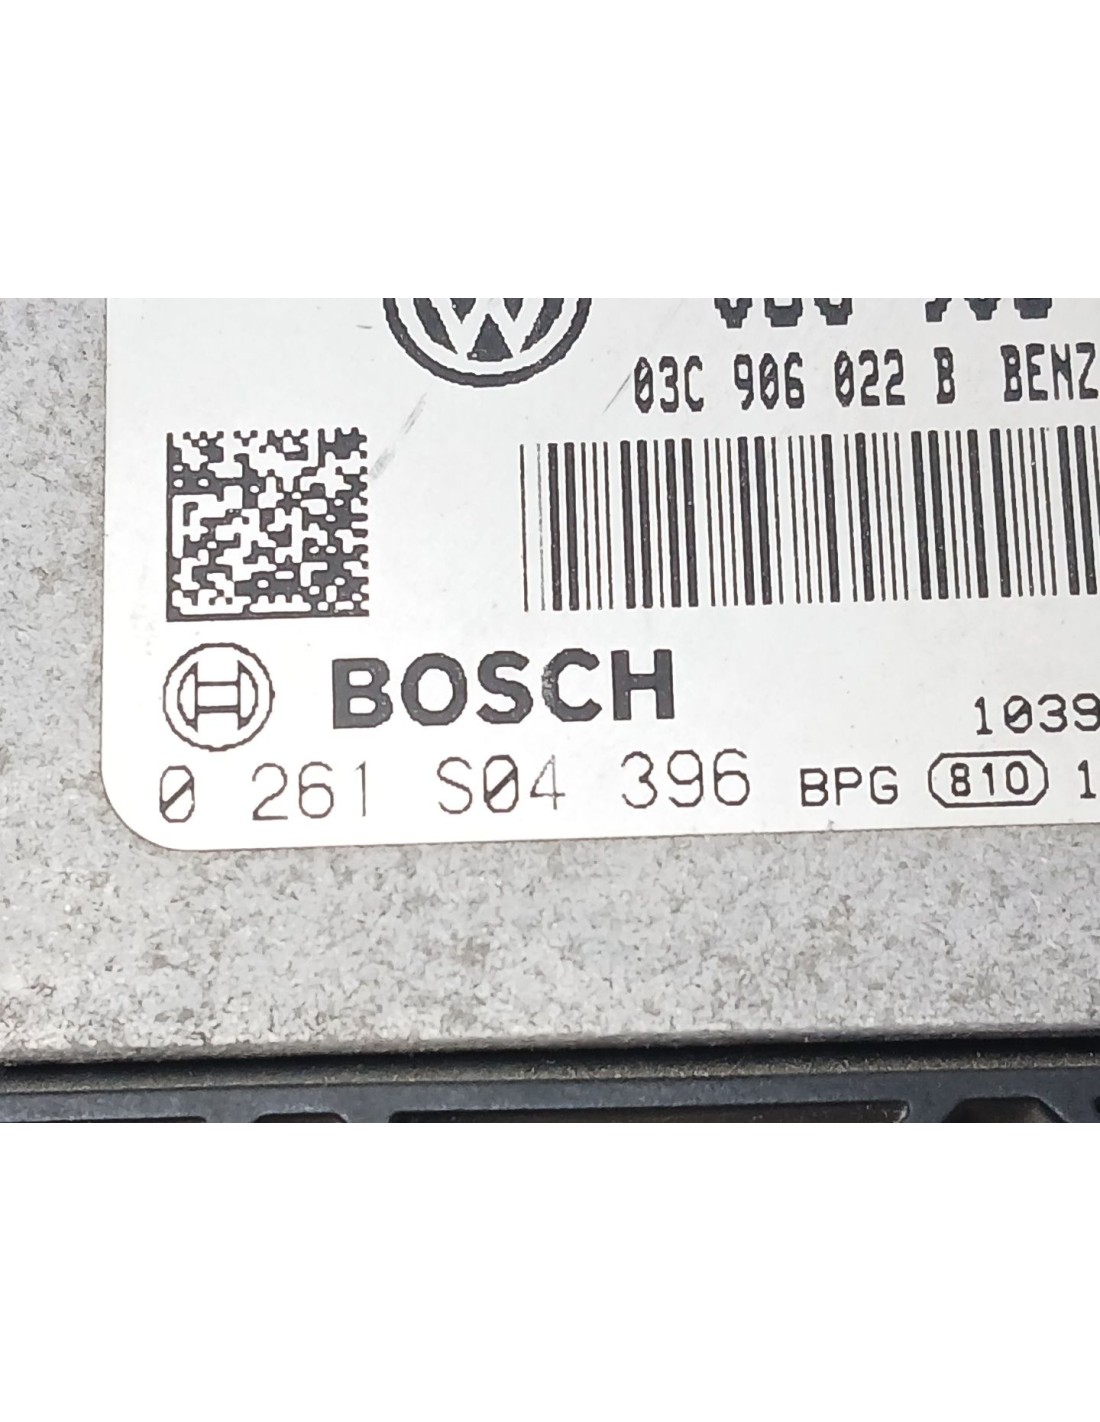 03C 906 022 B BENZ
BOSCH
1039
0 261 S04 396 BPG 810 1